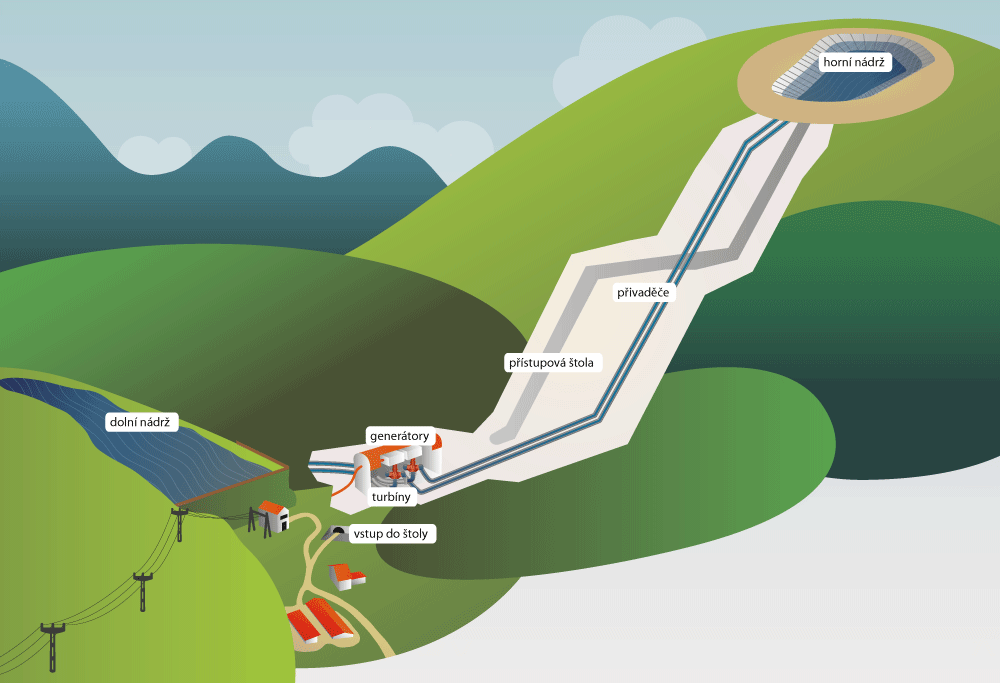 horní nádrž
přivaděče
přístupová štola
dolní nádrž
generátory
turbíny
vstup do štoly